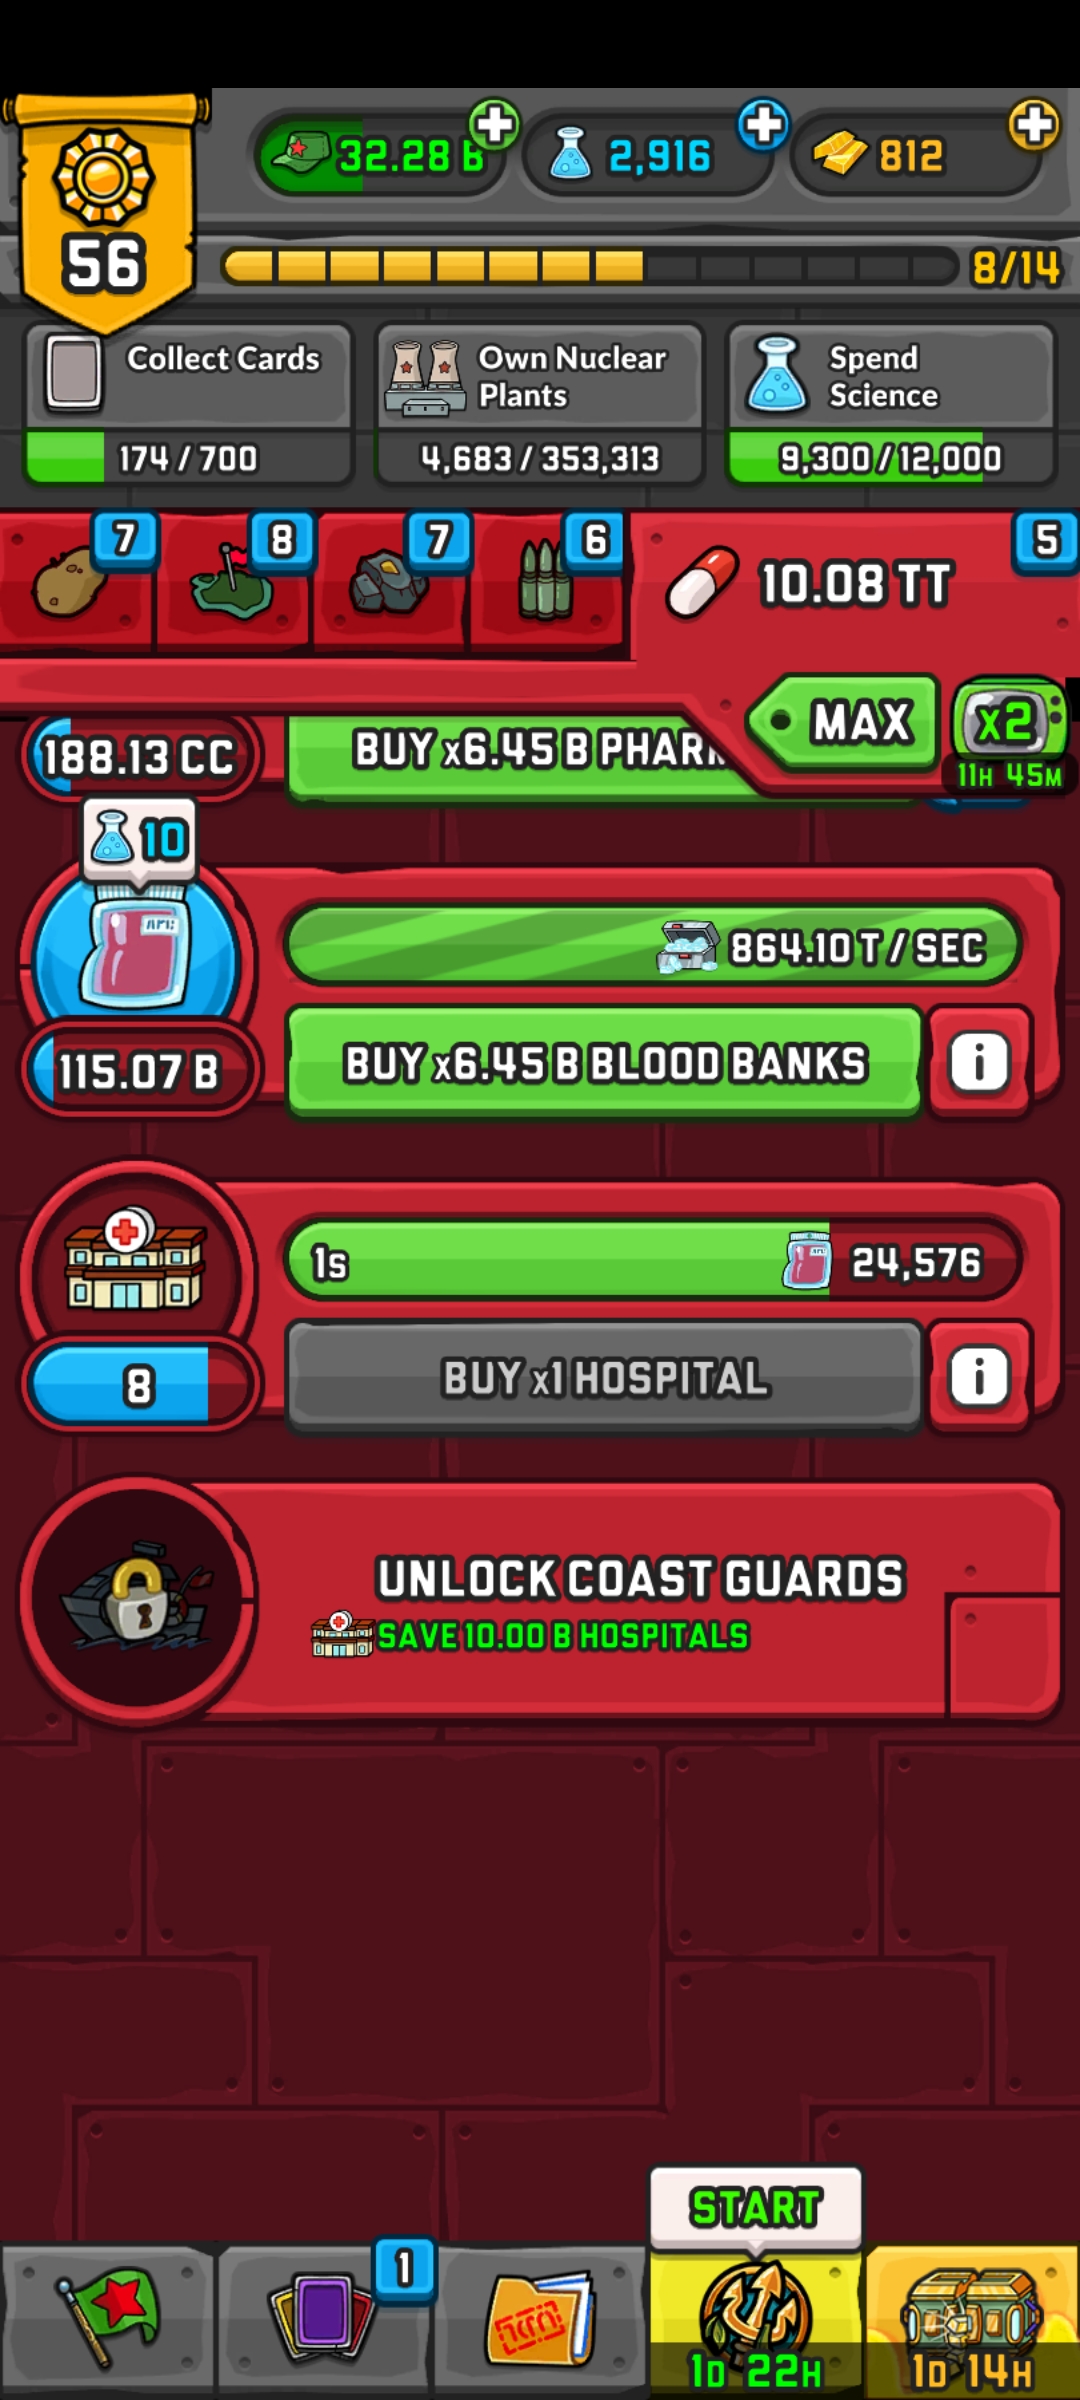 32.28 B
2,916
812
56
8/14
Collect Cards
174 / 700
Own Nuclear
Plants
4,683 / 353,313
Spend
Science
9,300 / 12,000
7
8
7
6
10.08 TT
5
MAX
x2
11H 45M
188.13 CC
BUY x6.45 B
10
864.10 T / SEC
115.07 B
BUY x6.45 B BLOOD BANKS
i
1s
24,576
8
BUY x1 HOSPITAL
i
UNLOCK COAST GUARDS
SAVE 10.00 B HOSPITALS
START
1
1D 22H
1D 14H